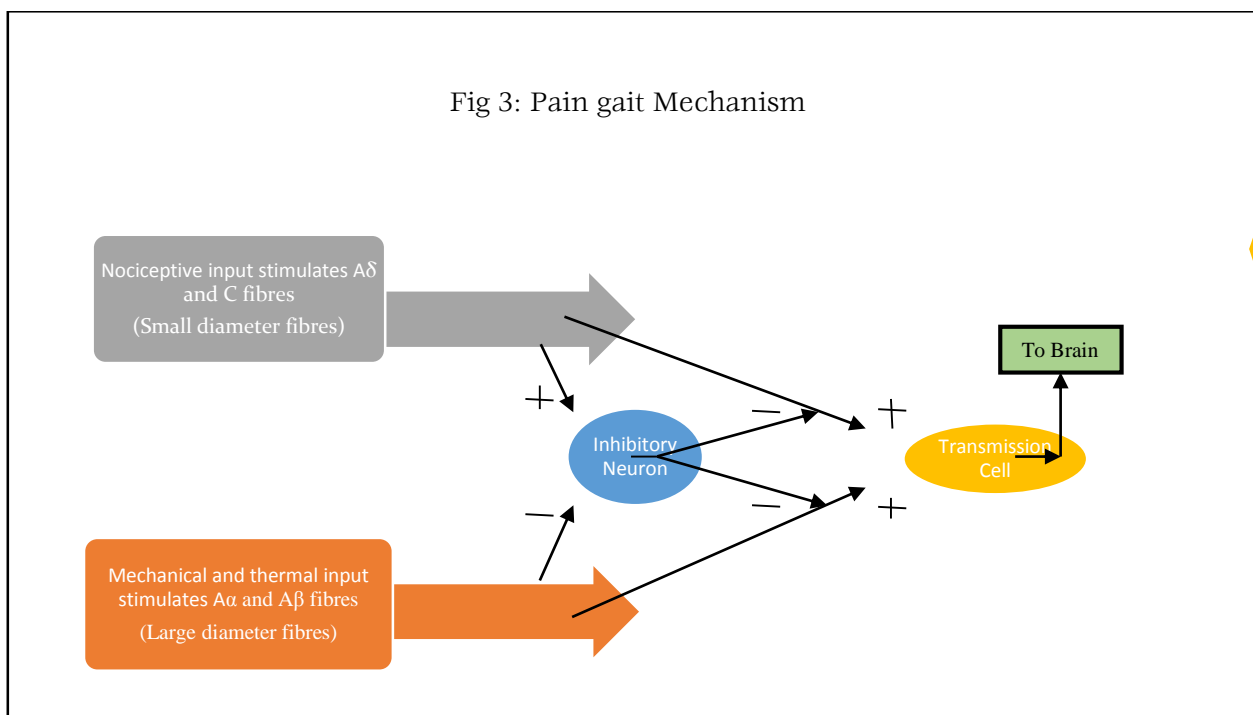 Fig 3: Pain gait Mechanism
Nociceptive input stimulates Aδ
and C fibres
(Small diameter fibres)
To Brain
+
−
+
Inhibitory
Neuron
Transmission
Cell
−
−
+
Mechanical and thermal input
stimulates Aα and Aβ fibres
(Large diameter fibres)